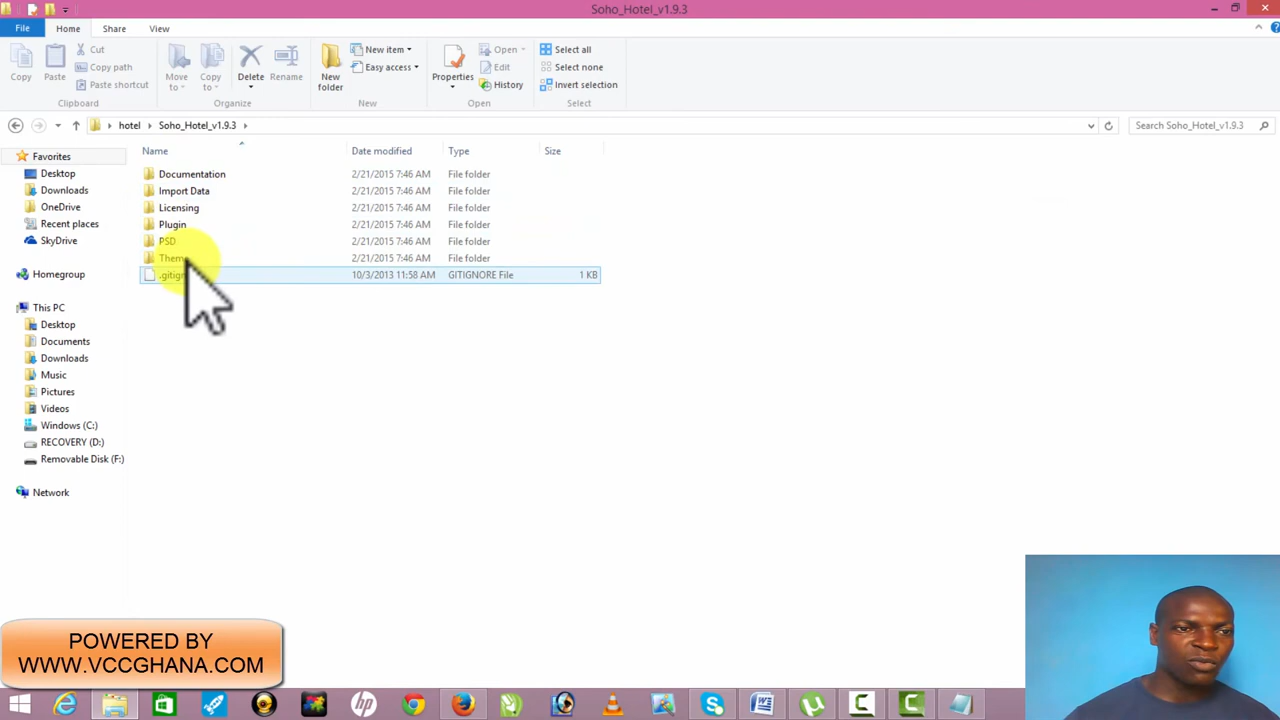 Soho_Hotel_v1.9.3
File Home Share View
Cut
Copy path
Paste shortcut
Copy Paste
Move to Copy to Delete Rename
New folder
New item
Easy access
Properties
Open
Edit
History
Select all
Select none
Invert selection
Clipboard Organize New Open Select
hotel Soho_Hotel_v1.9.3
Search Soho_Hotel_v1.9.3
Name Date modified Type Size
Documentation 2/21/2015 7:46 AM File folder
Import Data 2/21/2015 7:46 AM File folder
Licensing 2/21/2015 7:46 AM File folder
Plugin 2/21/2015 7:46 AM File folder
PSD 2/21/2015 7:46 AM File folder
2/21/2015 7:46 AM File folder
10/3/2013 11:58 AM GITIGNORE File 1 KB
Favorites
Desktop
Downloads
OneDrive
Recent places
SkyDrive
Homegroup
This PC
Desktop
Documents
Downloads
Music
Pictures
Videos
Windows (C:)
RECOVERY (D:)
Removable Disk (F:)
Network
POWERED BY
WWW.VCCGHANA.COM